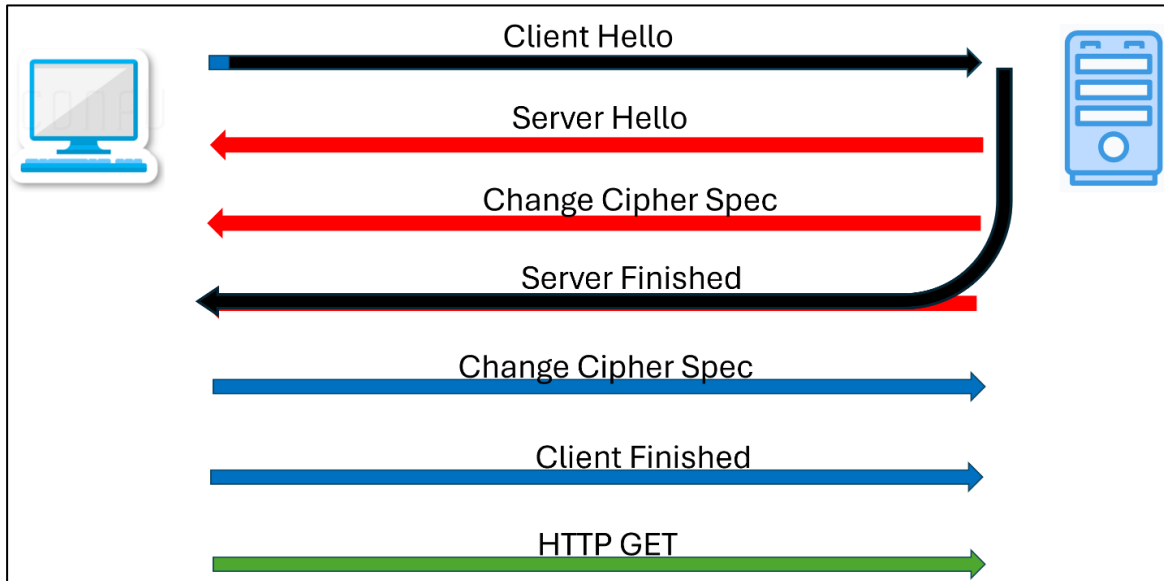 Client Hello
Server Hello
Change Cipher Spec
Server Finished
Change Cipher Spec
Client Finished
HTTP GET